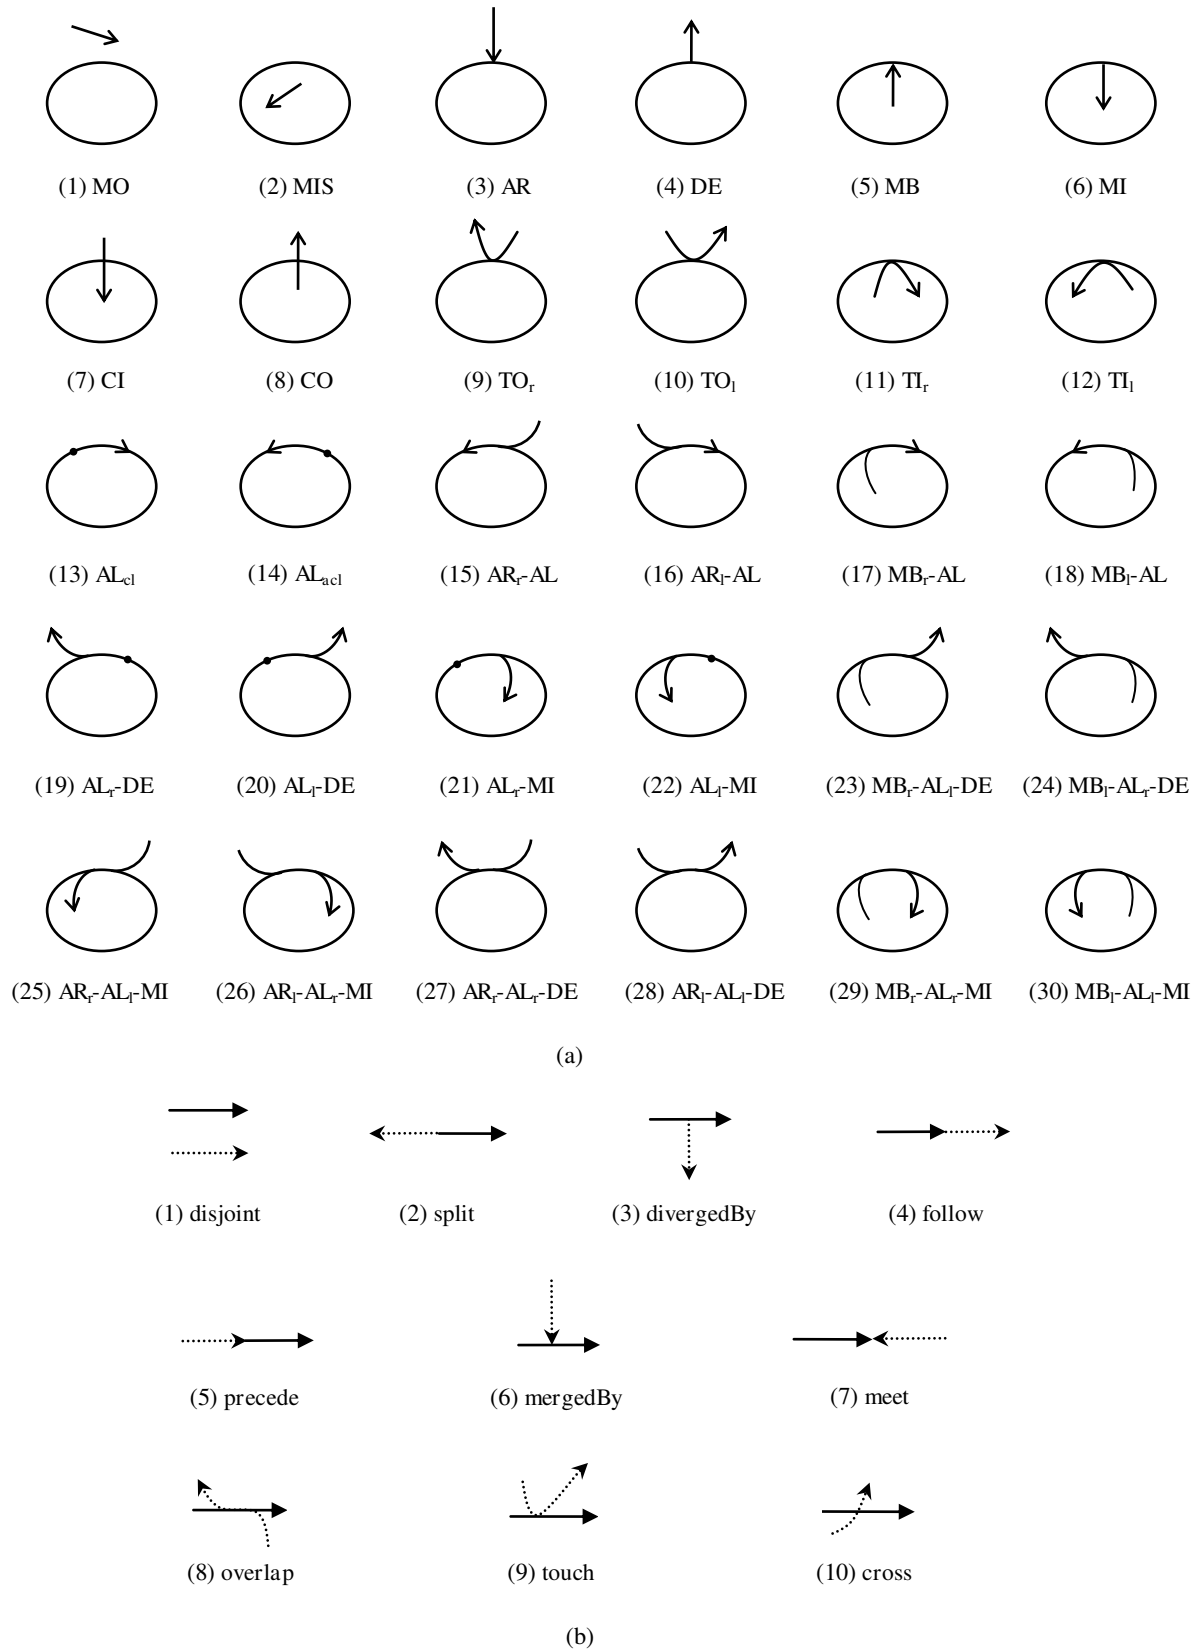 (1) MO (2) MIS (3) AR (4) DE (5) MB (6) MI
(7) CI (8) CO (9) TOr (10) TOl (11) TIr (12) TIl
(13) ALcl (14) ALacl (15) ARr-AL (16) ARl-AL (17) MBr-AL (18) MBl-AL
(19) ALr-DE (20) ALl-DE (21) ALr-MI (22) ALl-MI (23) MBr-ALl-DE (24) MBl-ALr-DE
(25) ARr-ALl-MI (26) ARl-ALr-MI (27) ARr-ALr-DE (28) ARl-ALl-DE (29) MBr-ALr-MI (30) MBl-ALl-MI
(a)
(1) disjoint (2) split (3) divergedBy (4) follow
(5) precede (6) mergedBy (7) meet
(8) overlap (9) touch (10) cross
(b)